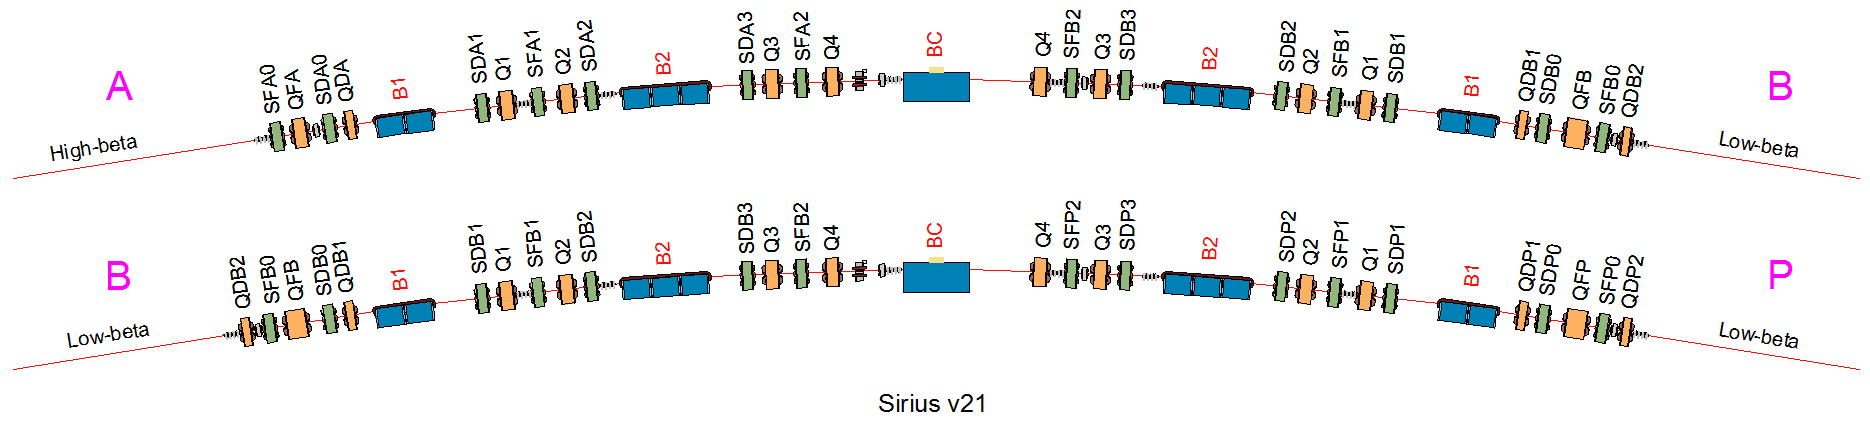 A
High-beta
SFA0 QFA SDA0 QDA B1 SDA1 Q1 SFA1 Q2 SDA2 B2 SDA3 Q3 SFA2 Q4 BC Q4 SFB2 Q3 SDB3 B2 SDB2 Q2 SFB1 Q1 SDB1 B1 QDB1 SDB0 QFB SFB0 QDB2
B
Low-beta
B
Low-beta
QDB2 SFB0 QFB SDB0 QDB1 B1 SDB1 Q1 SFB1 Q2 SDB2 B2 SDB3 Q3 SFB2 Q4 BC Q4 SFP2 Q3 SDP3 B2 SDP2 Q2 SFP1 Q1 SDP1 B1 QDP1 SDP0 QFP SFP0 QDP2
P
Low-beta
Sirius v21